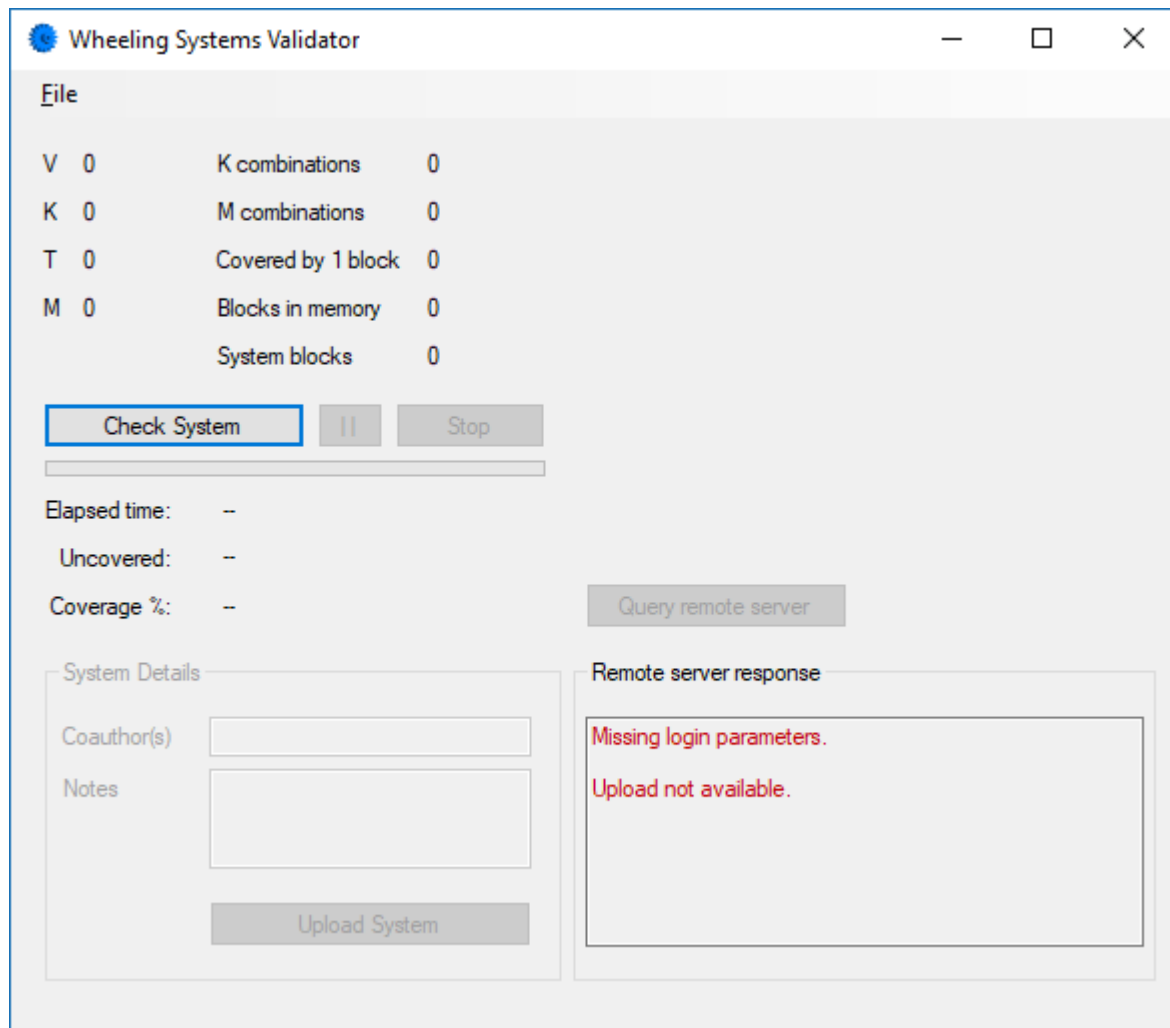 Wheeling Systems Validator
File
V 0 K combinations 0
K 0 M combinations 0
T 0 Covered by 1 block 0
M 0 Blocks in memory 0
System blocks 0
Check System Stop
Elapsed time: --
Uncovered: --
Coverage %: -- Query remote server
System Details
Coauthor(s)
Notes
Upload System
Remote server response
Missing login parameters.
Upload not available.